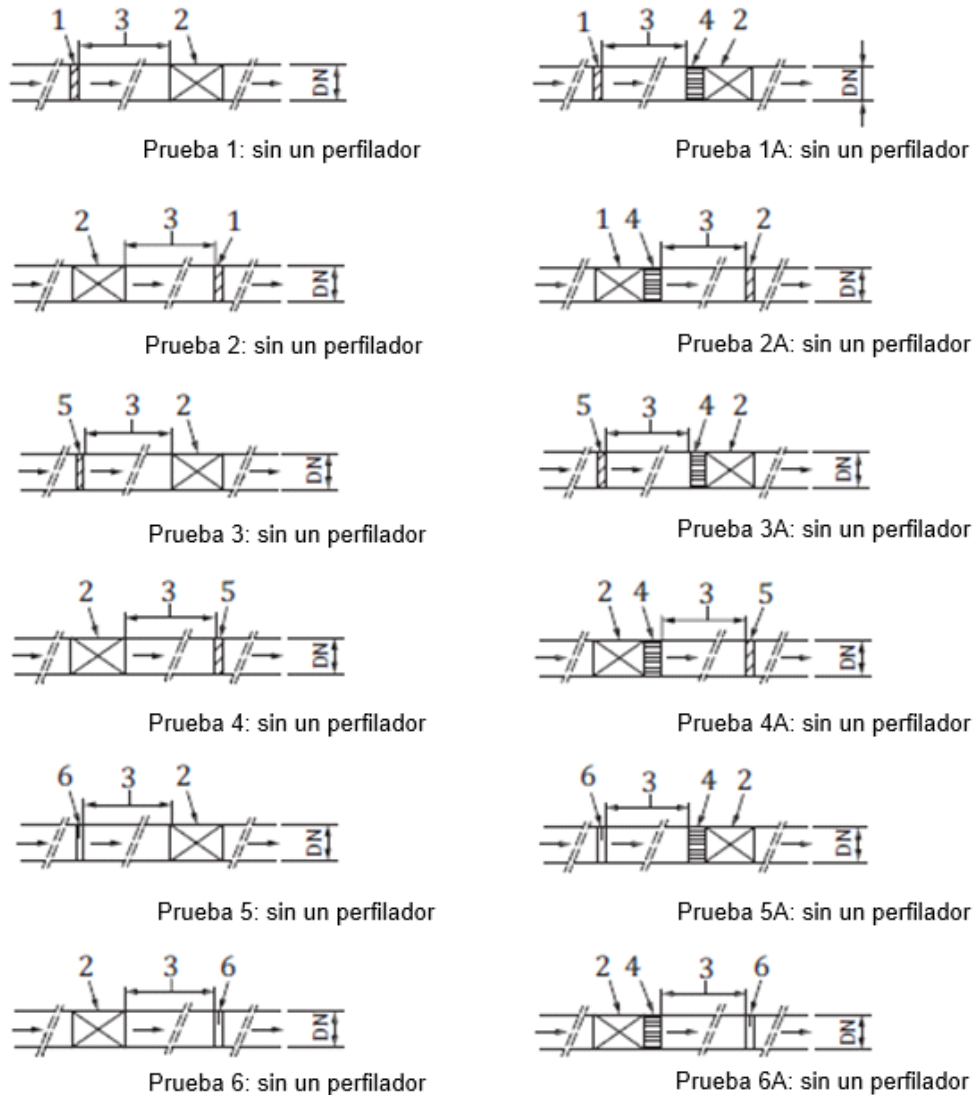 1 3 2
DN
Prueba 1: sin un perfilador
1 3 4 2
DN
Prueba 1A: sin un perfilador
2 3 1
DN
Prueba 2: sin un perfilador
1 4 3 2
DN
Prueba 2A: sin un perfilador
5 3 2
DN
Prueba 3: sin un perfilador
5 3 4 2
DN
Prueba 3A: sin un perfilador
2 3 5
DN
Prueba 4: sin un perfilador
2 4 3 5
DN
Prueba 4A: sin un perfilador
6 3 2
DN
Prueba 5: sin un perfilador
6 3 4 2
DN
Prueba 5A: sin un perfilador
2 3 6
DN
Prueba 6: sin un perfilador
2 4 3 6
DN
Prueba 6A: sin un perfilador